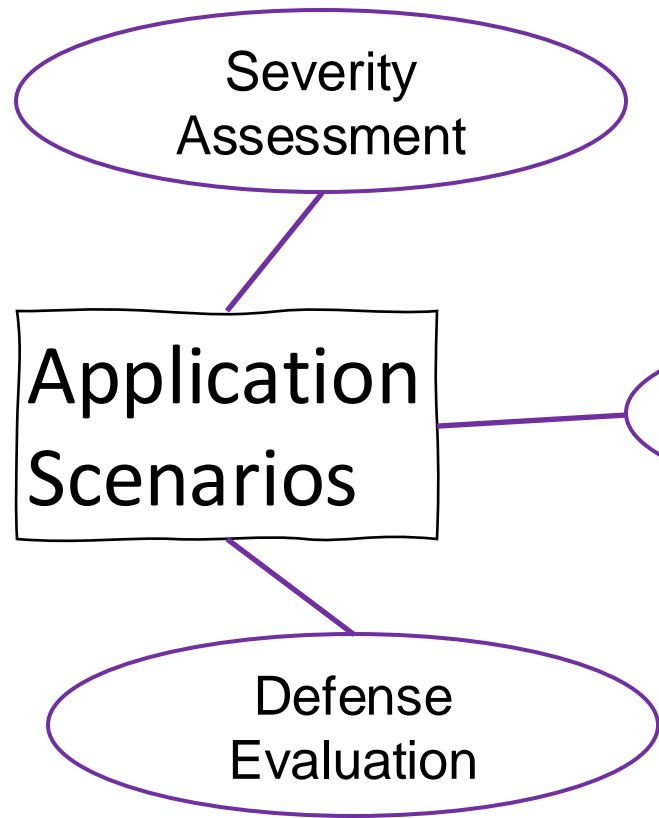 Severity
Assessment
Application
Scenarios
Defense
Evaluation